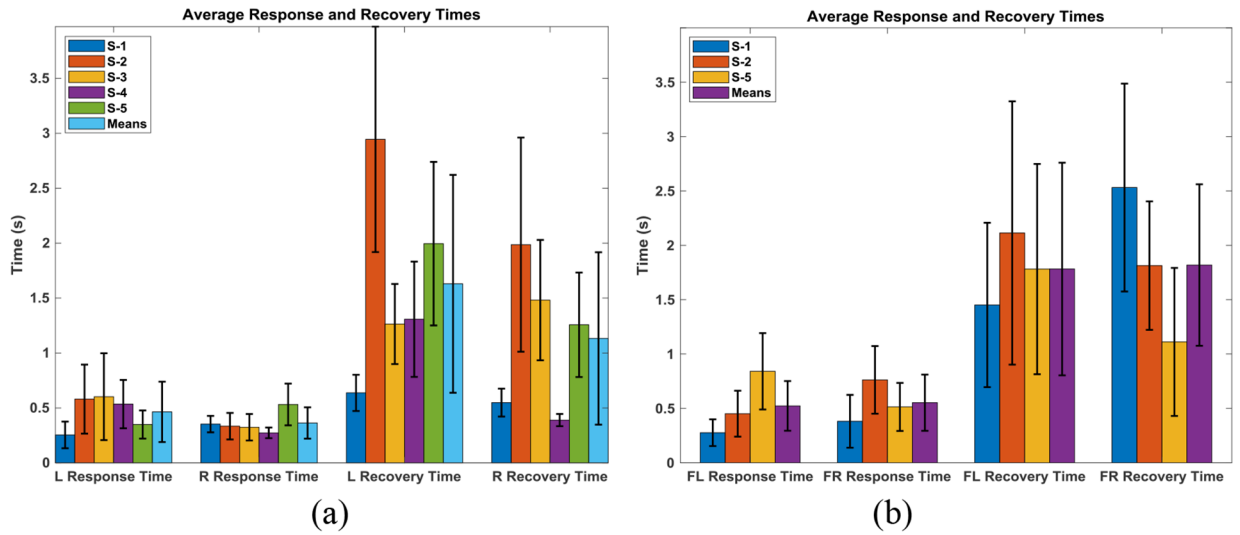 Average Response and Recovery Times
S-1
S-2
S-3
S-4
S-5
Means
Time (s)
3.5
3
2.5
2
1.5
1
0.5
0
L Response Time R Response Time L Recovery Time R Recovery Time
(a)
Average Response and Recovery Times
S-1
S-2
S-5
Means
Time (s)
3.5
3
2.5
2
1.5
1
0.5
0
FL Response Time FR Response Time FL Recovery Time FR Recovery Time
(b)